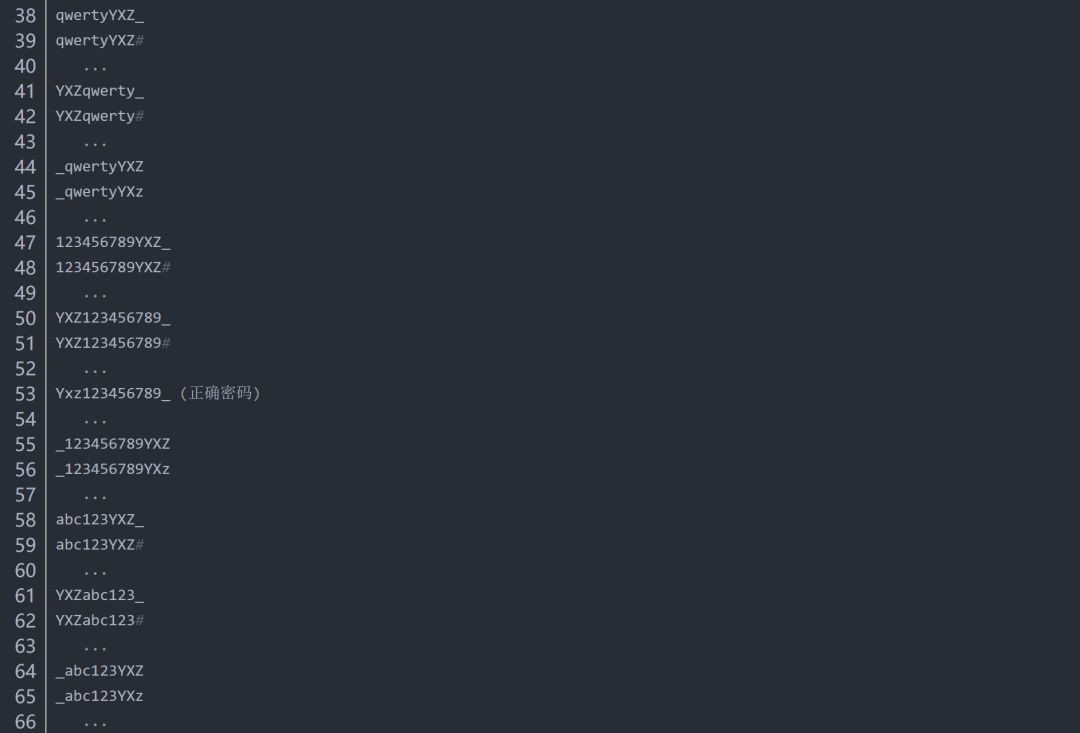 38 qwertyYXZ_
39 qwertyYXZ#
40 ...
41 YXZqwerty_
42 YXZqwerty#
43 ...
44 _qwertyYXZ
45 _qwertyYXz
46 ...
47 123456789YXZ_
48 123456789YXZ#
49 ...
50 YXZ123456789_
51 YXZ123456789#
52 ...
53 Yxz123456789_ (正确密码)
54 ...
55 _123456789YXZ
56 _123456789YXz
57 ...
58 abc123YXZ_
59 abc123YXZ#
60 ...
61 YXZabc123_
62 YXZabc123#
63 ...
64 _abc123YXZ
65 _abc123YXz
66 ...